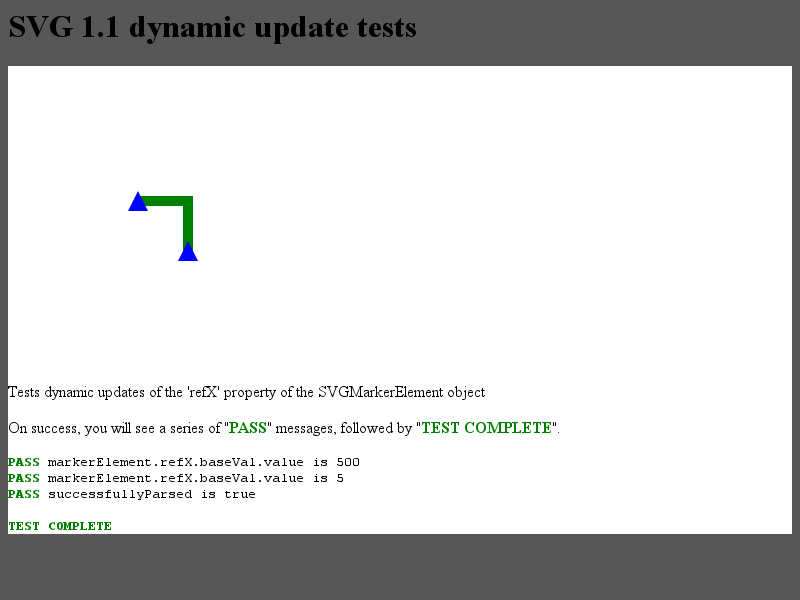 SVG 1.1 dynamic update tests
Tests dynamic updates of the 'refX' property of the SVGMarkerElement object
On success, you will see a series of "PASS" messages, followed by "TEST COMPLETE".
PASS markerElement.refX.baseVal.value is 500
PASS markerElement.refX.baseVal.value is 5
PASS successfullyParsed is true
TEST COMPLETE